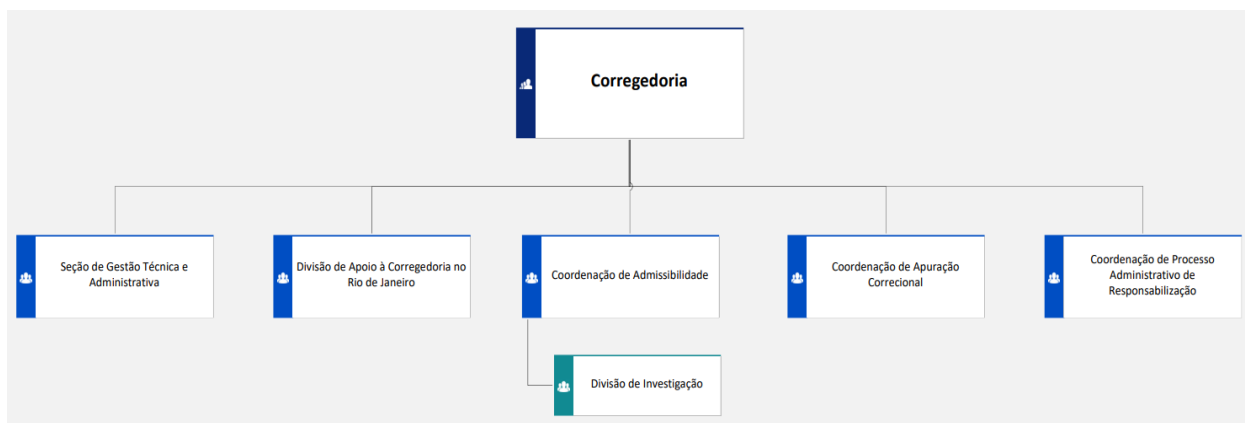 Corregedoria
Seção de Gestão Técnica e
Administrativa
Divisão de Apoio à Corregedoria no
Rio de Janeiro
Coordenação de Admissibilidade
Coordenação de Apuração
Correcional
Coordenação de Processo
Administrativo de
Responsabilização
Divisão de Investigação